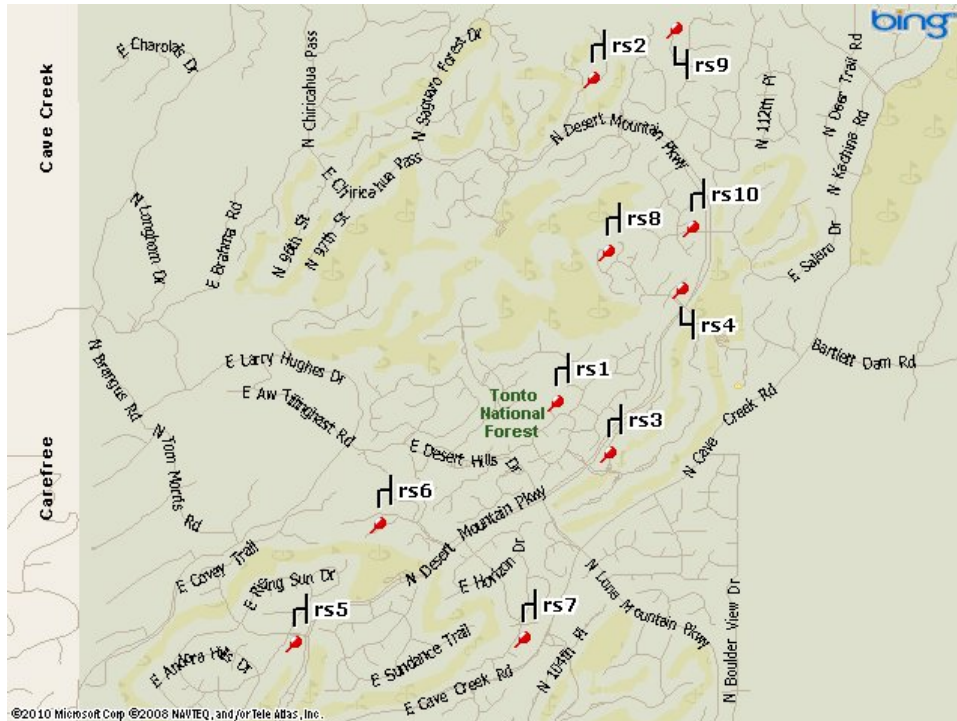 bing
E Charolais Dr
N Chiricahua Pass
N Saguaro Forest Dr
rs2
rs9
N 112th Pl
N Deer Trail Rd
N Kachina Rd
Cave Creek
N Desert Mountain Pkwy
E Chiricahua Pass
rs10
N Longhorn Dr
E Brahma Rd
N 96th St
N 97th St
rs8
E Salero Dr
rs4
N Brangus Rd
E Larry Hughes Dr
Bartlett Dam Rd
rs1
E Aw Tillinghast Rd
Tonto
National
Forest
rs3
N Cave Creek Rd
N Tom Morris Rd
E Desert Hills Dr
Carefree
rs6
N Desert Mountain Pkwy
E Covey Trail
E Rising Sun Dr
E Horizon Dr
N Lone Mountain Pkwy
rs5
rs7
N Boulder View Dr
E Andora Hills Dr
E Sundance Trail
E Cave Creek Rd
N 104th Pl
©2010 Microsoft Corp ©2008 NAVTEQ, and/or Tele Atlas, Inc.